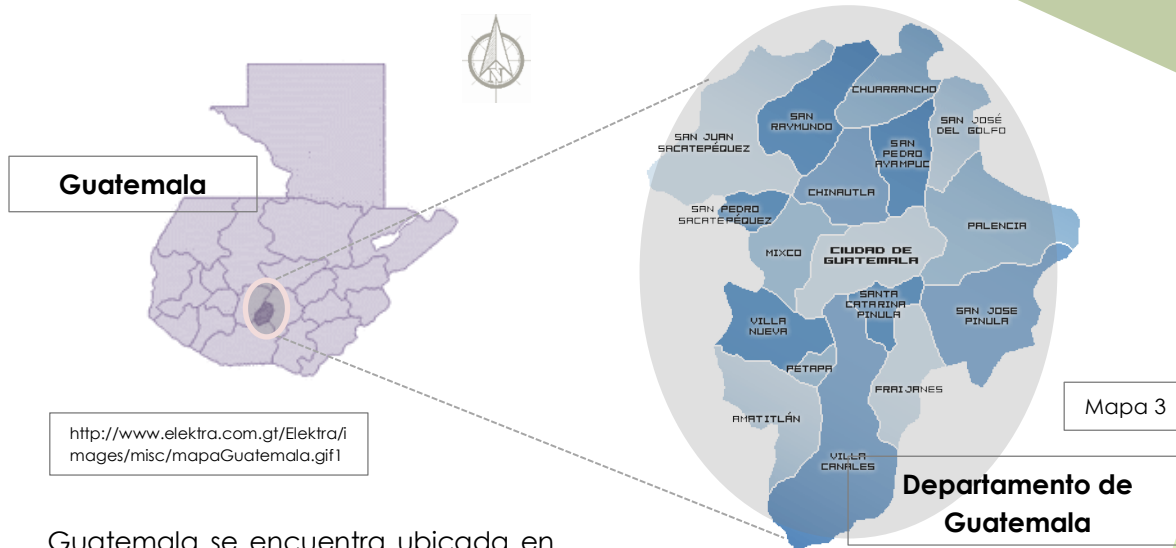 N
Guatemala
http://www.elektra.com.gt/Elektra/i
mages/misc/mapaGuatemala.gif1
CHUARRANCHO
SAN
RAYMUNDO
SAN JOSÉ
DEL GOLFO
SAN JUAN
SACATEPÉQUEZ
SAN
PEDRO
AYAMPUC
CHINAUTLA
SAN PEDRO
SACATEPÉQUEZ
PALENCIA
MIXCO
CIUDAD DE
GUATEMALA
SANTA
CATARINA
PINULA
SAN JOSE
PINULA
VILLA
NUEVA
PETAPA
FRAIJANES
AMATITLÁN
VILLA
CANALES
Mapa 3
Departamento de
Guatemala
Guatemala se encuentra ubicada en